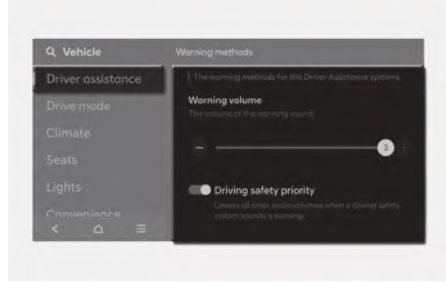 Vehicle
Warning methods
Driver assistance
The warning methods for the Driver Assistance systems.
Drive mode
Warning volume
The volume of the warning sound.
Climate
Seats
3
Lights
Driving safety priority
Lowers all other audio volumes when a driving safety
system sounds a warning.
Convenience